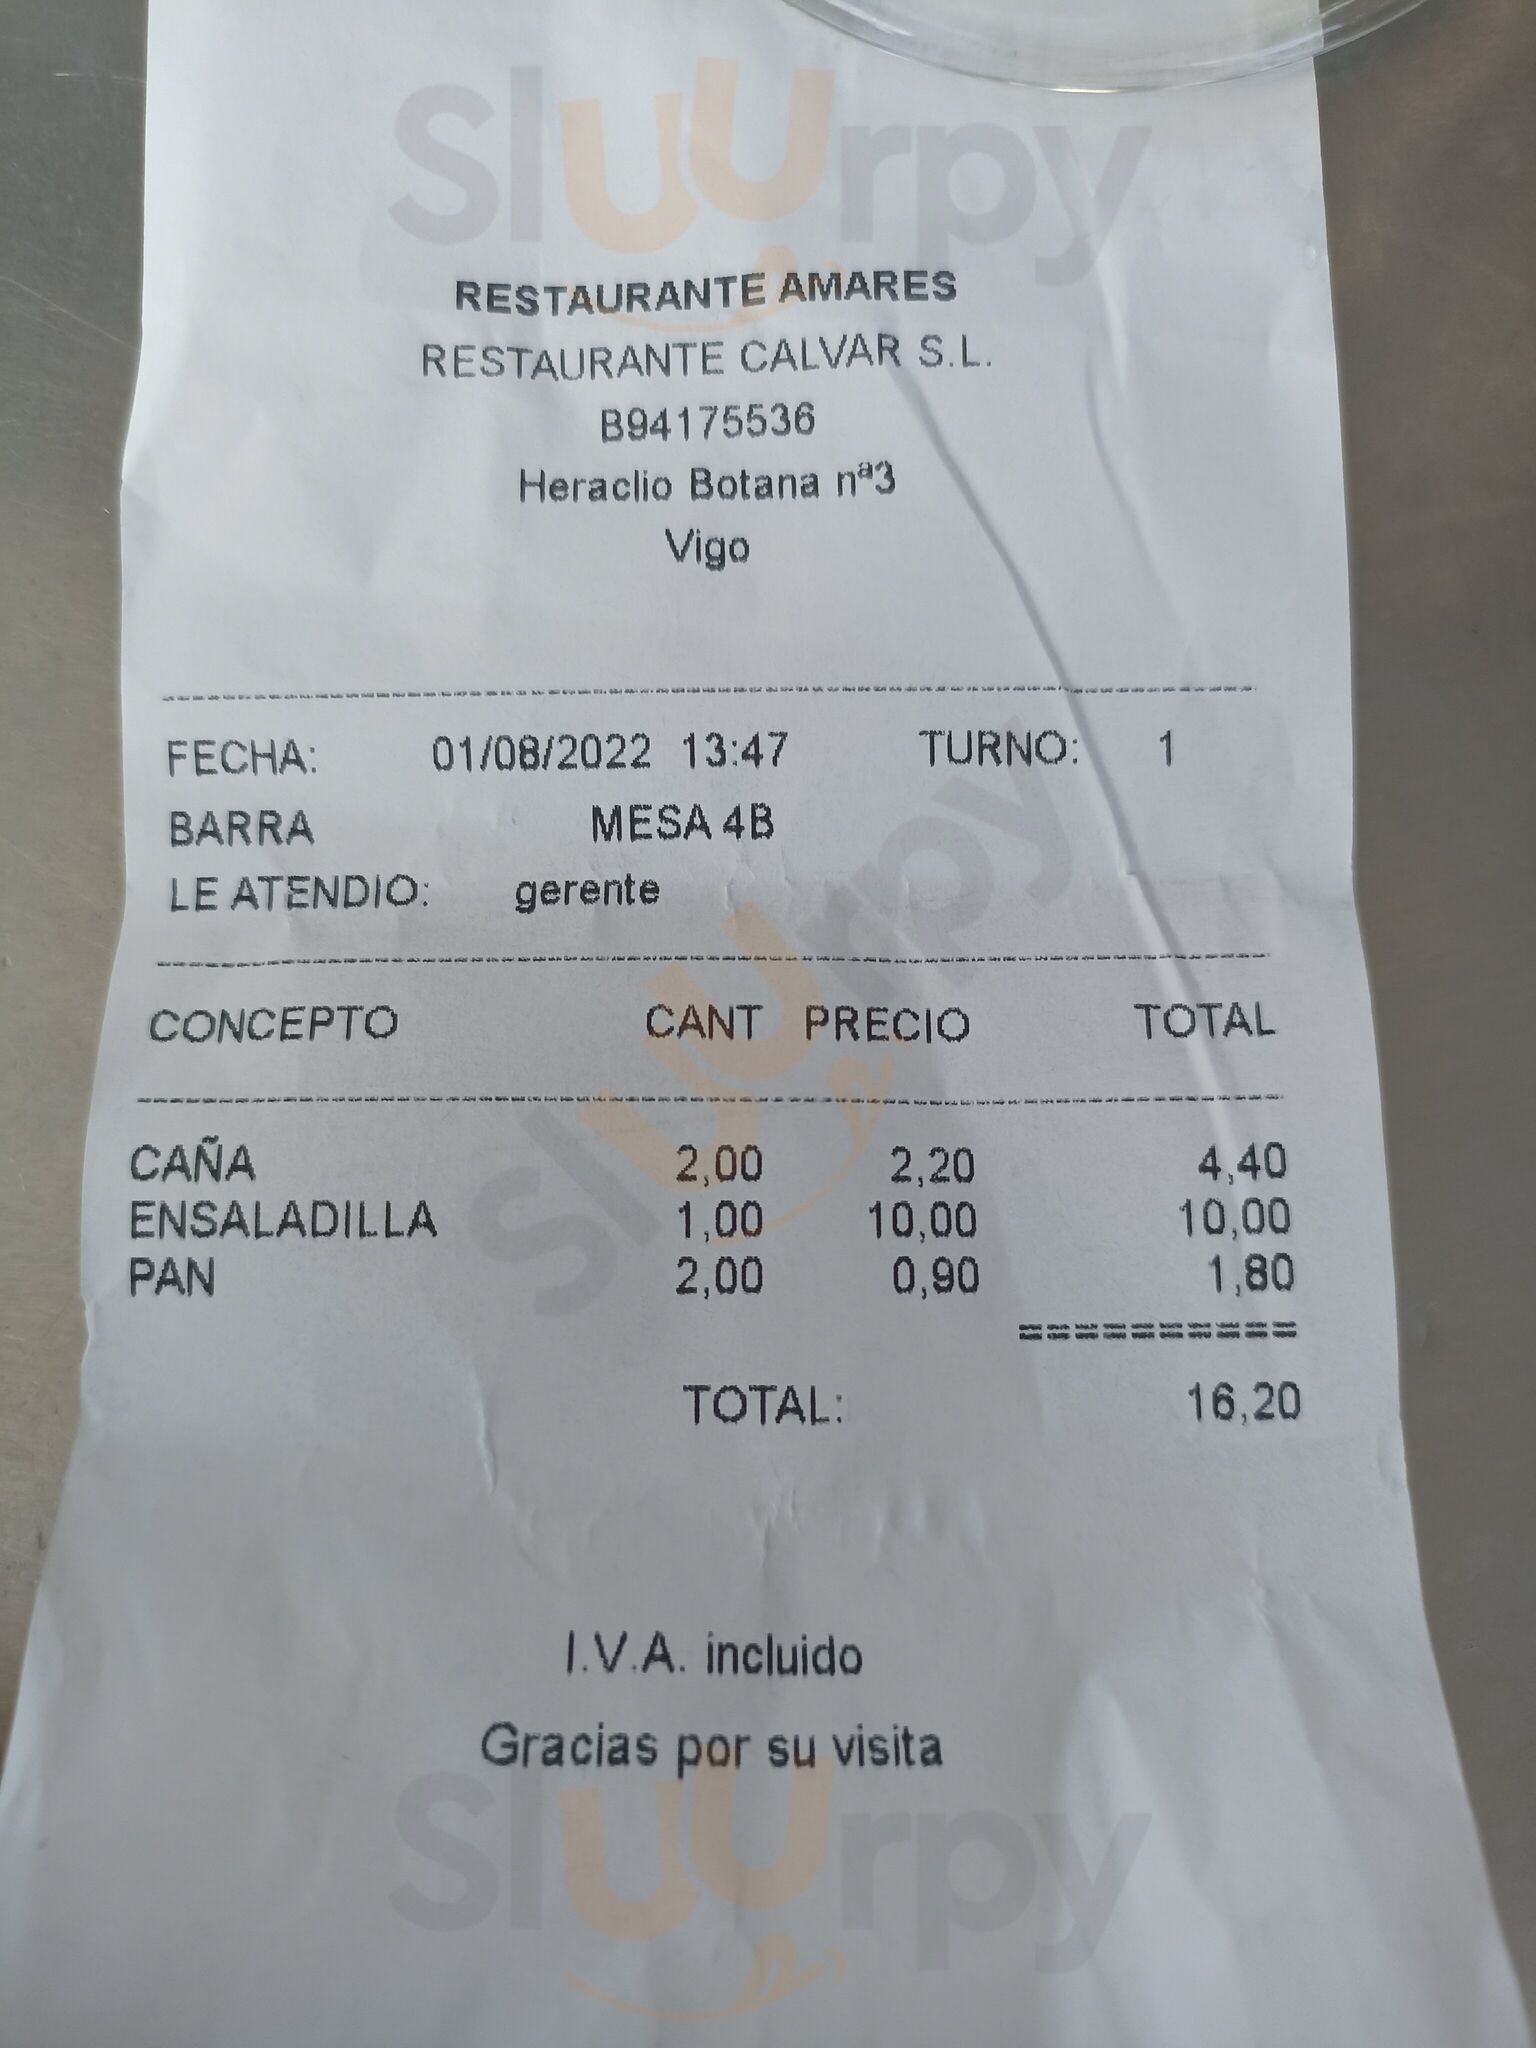 Sluurpy
RESTAURANTE AMARES
RESTAURANTE CALVAR S.L.
B94175536
Heraclio Botana nª3
Vigo
FECHA: 01/08/2022 13:47 TURNO: 1
BARRA MESA 4B
LE ATENDIO: gerente
Sluurpy
CONCEPTO CANT PRECIO TOTAL
CAÑA 2,00 2,20 4,40
ENSALADILLA 1,00 10,00 10,00
PAN 2,00 0,90 1,80
==========
TOTAL: 16,20
I.V.A. incluido
Gracias por su visita
Sluurpy